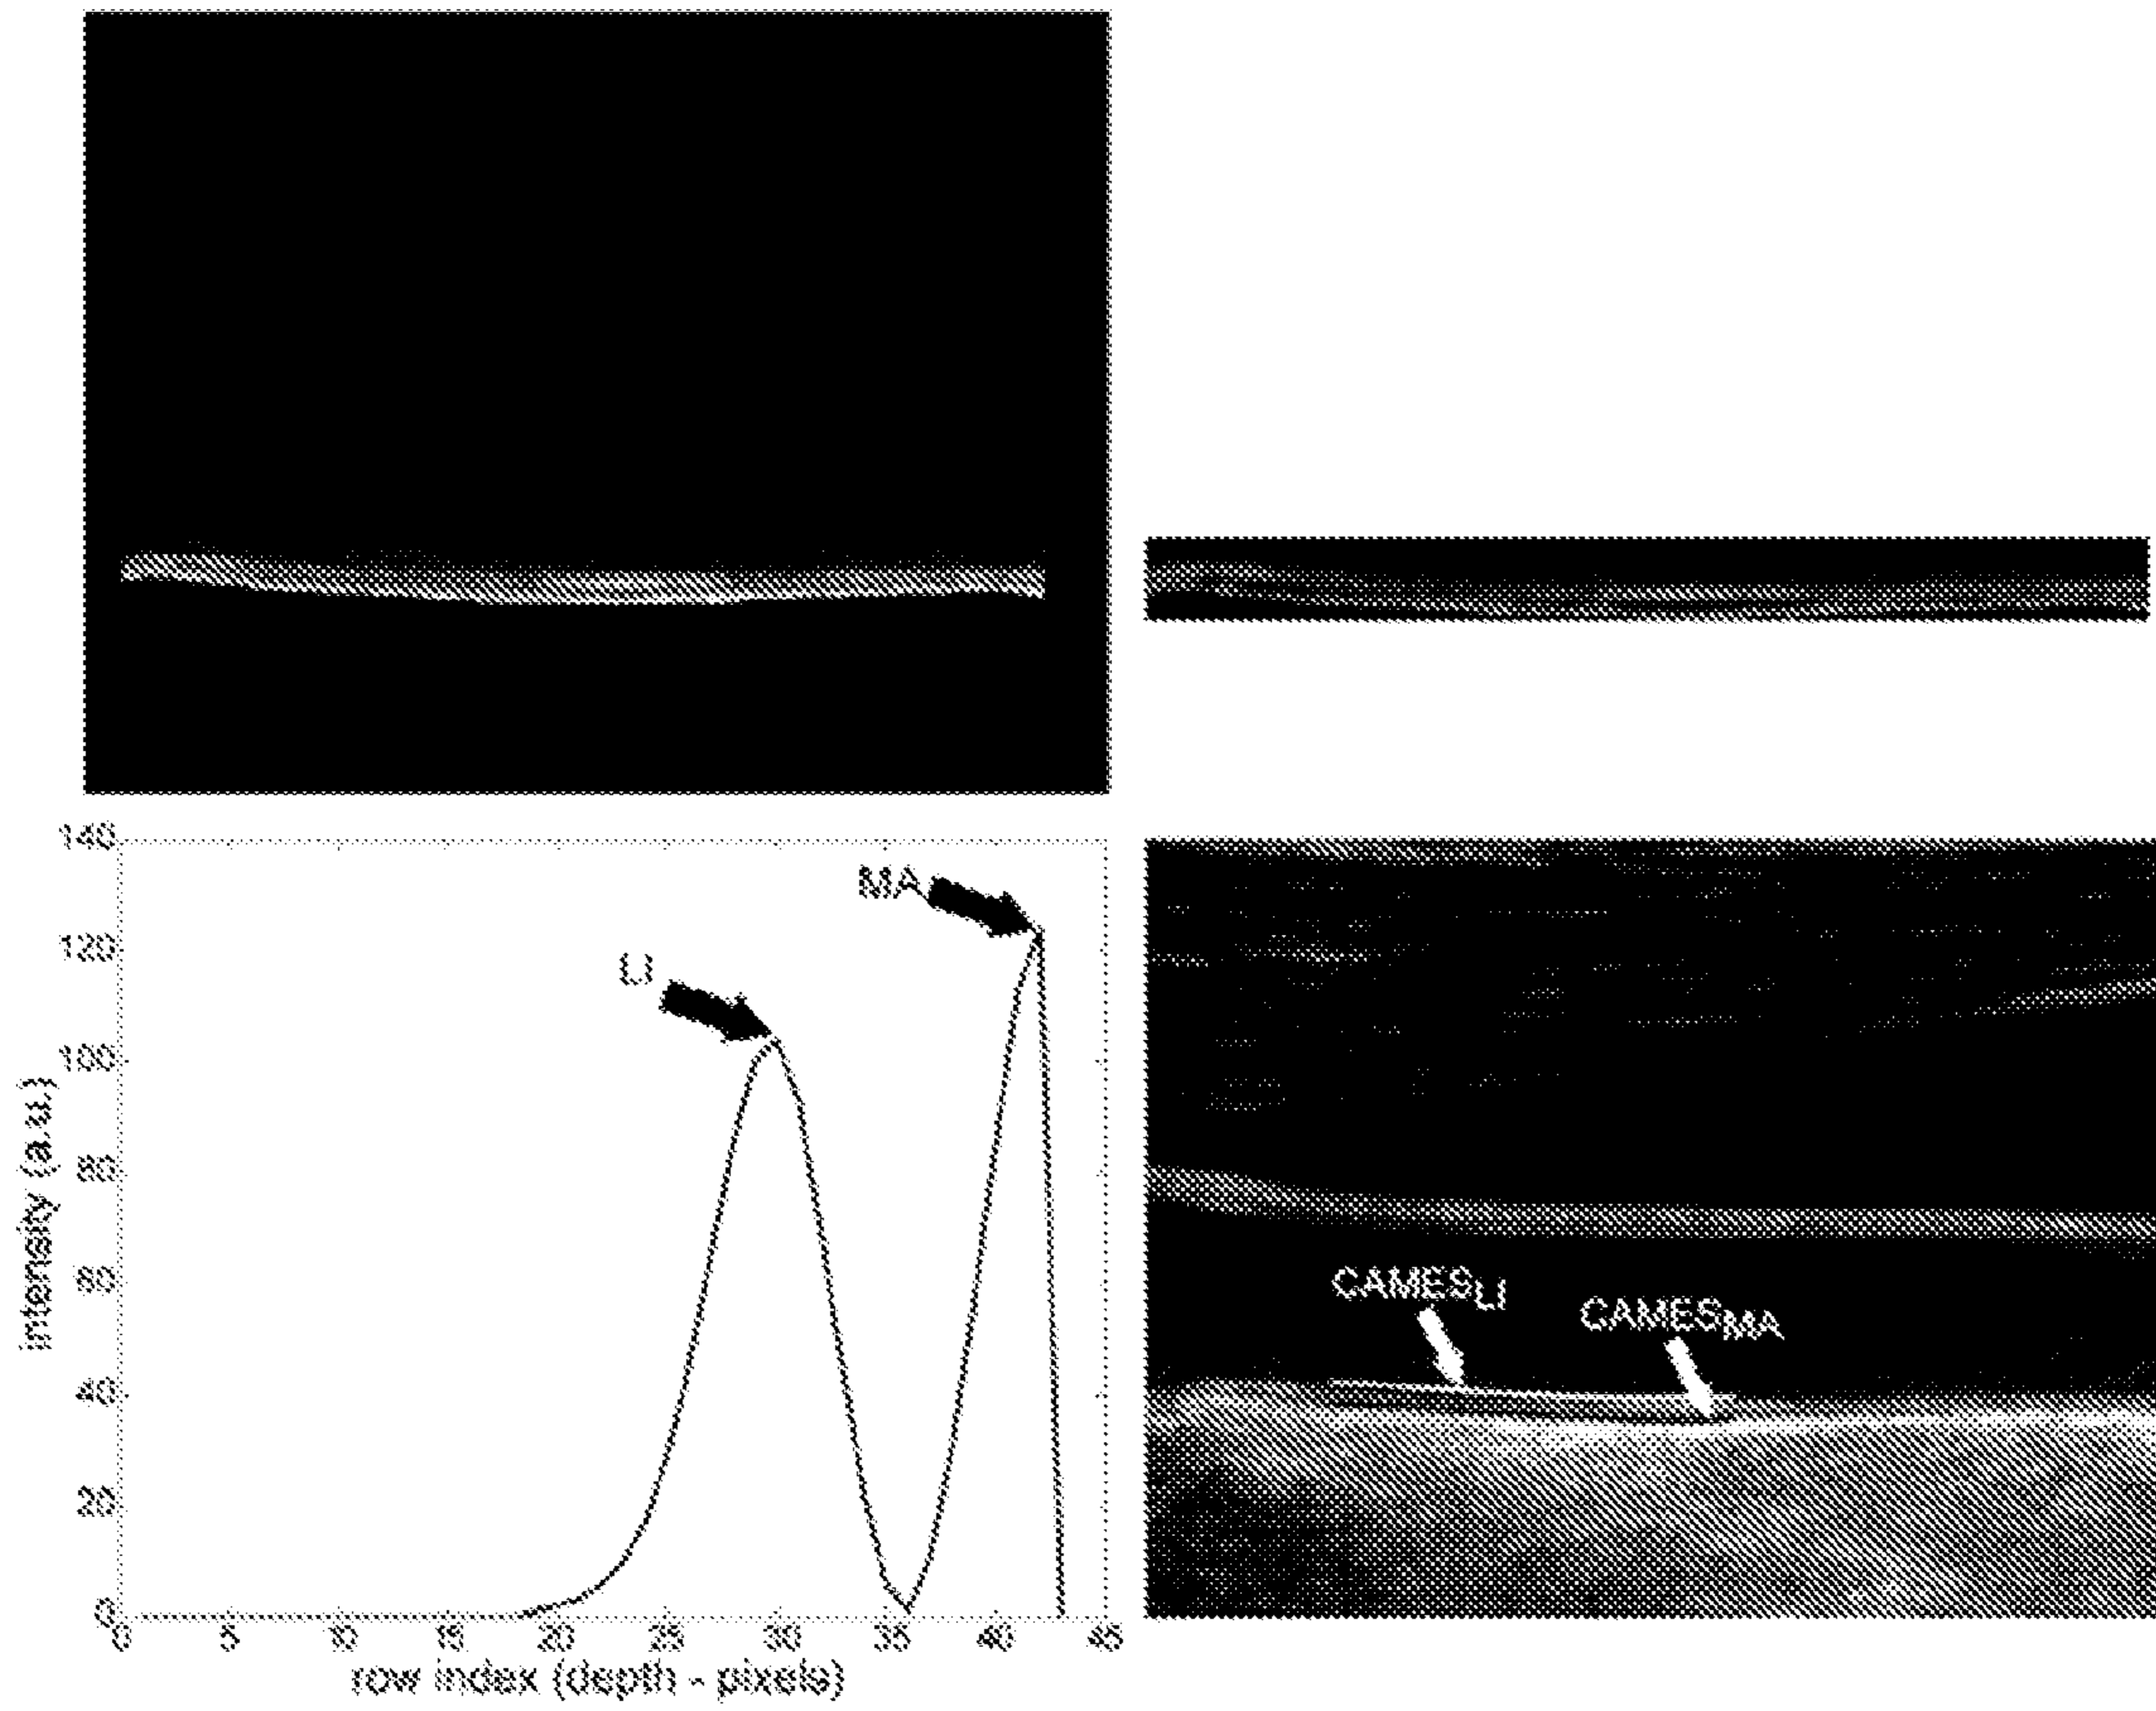 140
120
100
80
60
40
20
0
0 5 10 15 20 25 30 35 40 45
intensity (a.u.)
row index (depth - pixels)
LI
MA
CAMESLI
CAMESMA